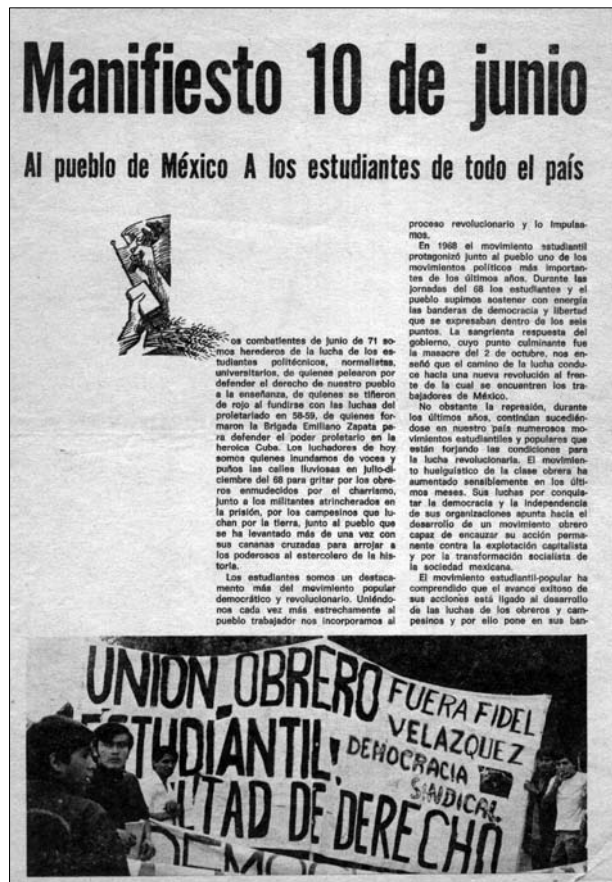 Manifiesto 10 de junio
Al pueblo de México A los estudiantes de todo el país
os combatientes de junio de 71 so-
mos herederos de la lucha de los es-
tudiantes politécnicos, normalistas,
universitarios, de quienes pelearon por
defender el derecho de nuestro pueblo
a la enseñanza, de quienes se tiñeron
de rojo al fundirse con las luchas del
proletariado en 58-59, de quienes for-
maron la Brigada Emiliano Zapata pa-
ra defender el poder proletario en la
heroica Cuba. Los luchadores de hoy
somos quienes inundamos de voces y
puños las calles lluviosas en julio-di-
ciembre del 68 para gritar por los obre-
ros enmudecidos por el charrismo,
junto a los militantes atrincherados en
la prisión, por los campesinos que lu-
chan por la tierra, junto al pueblo que
se ha levantado más de una vez con
sus cananas cruzadas para arrojar a
los poderosos al estercolero de la his-
toria.
Los estudiantes somos un destaca-
mento más del movimiento popular
democrático y revolucionario. Uniéndo-
nos cada vez más estrechamente al
pueblo trabajador nos incorporamos al
proceso revolucionario y lo impulsa-
mos.
En 1968 el movimiento estudiantil
protagonizó junto al pueblo uno de los
movimientos políticos más importan-
tes de los últimos años. Durante las
jornadas del 68 los estudiantes y el
pueblo supimos sostener con energía
las banderas de democracia y libertad
que se expresaban dentro de los seis
puntos. La sangrienta respuesta del
gobierno, cuyo punto culminante fue
la masacre del 2 de octubre, nos en-
señó que el camino de la lucha condu-
ce hacia una nueva revolución al fren-
te de la cual se encuentren los tra-
bajadores de México.
No obstante la represión, durante
los últimos años, continúan sucedién-
dose en nuestro país numerosos mo-
vimientos estudiantiles y populares que
están forjando las condiciones para
la lucha revolucionaria. El movimien-
to huelguístico de la clase obrera ha
aumentado sensiblemente en los últi-
mos meses. Sus luchas por conquis-
tar la democracia y la independencia
de sus organizaciones apunta hacia el
desarrollo de un movimiento obrero
capaz de encauzar su acción perma-
nente contra la explotación capitalista
y por la transformación socialista de
la sociedad mexicana.
El movimiento estudiantil-popular ha
comprendido que el avance exitoso de
sus acciones está ligado al desarrollo
de las luchas de los obreros y cam-
pesinos y por ello pone en sus ban-
UNION OBRERO
ESTUDIANTIL!
LTAD DE DERECHO
FUERA FIDEL
VELAZQUEZ
DEMOCRACIA
SINDICAL